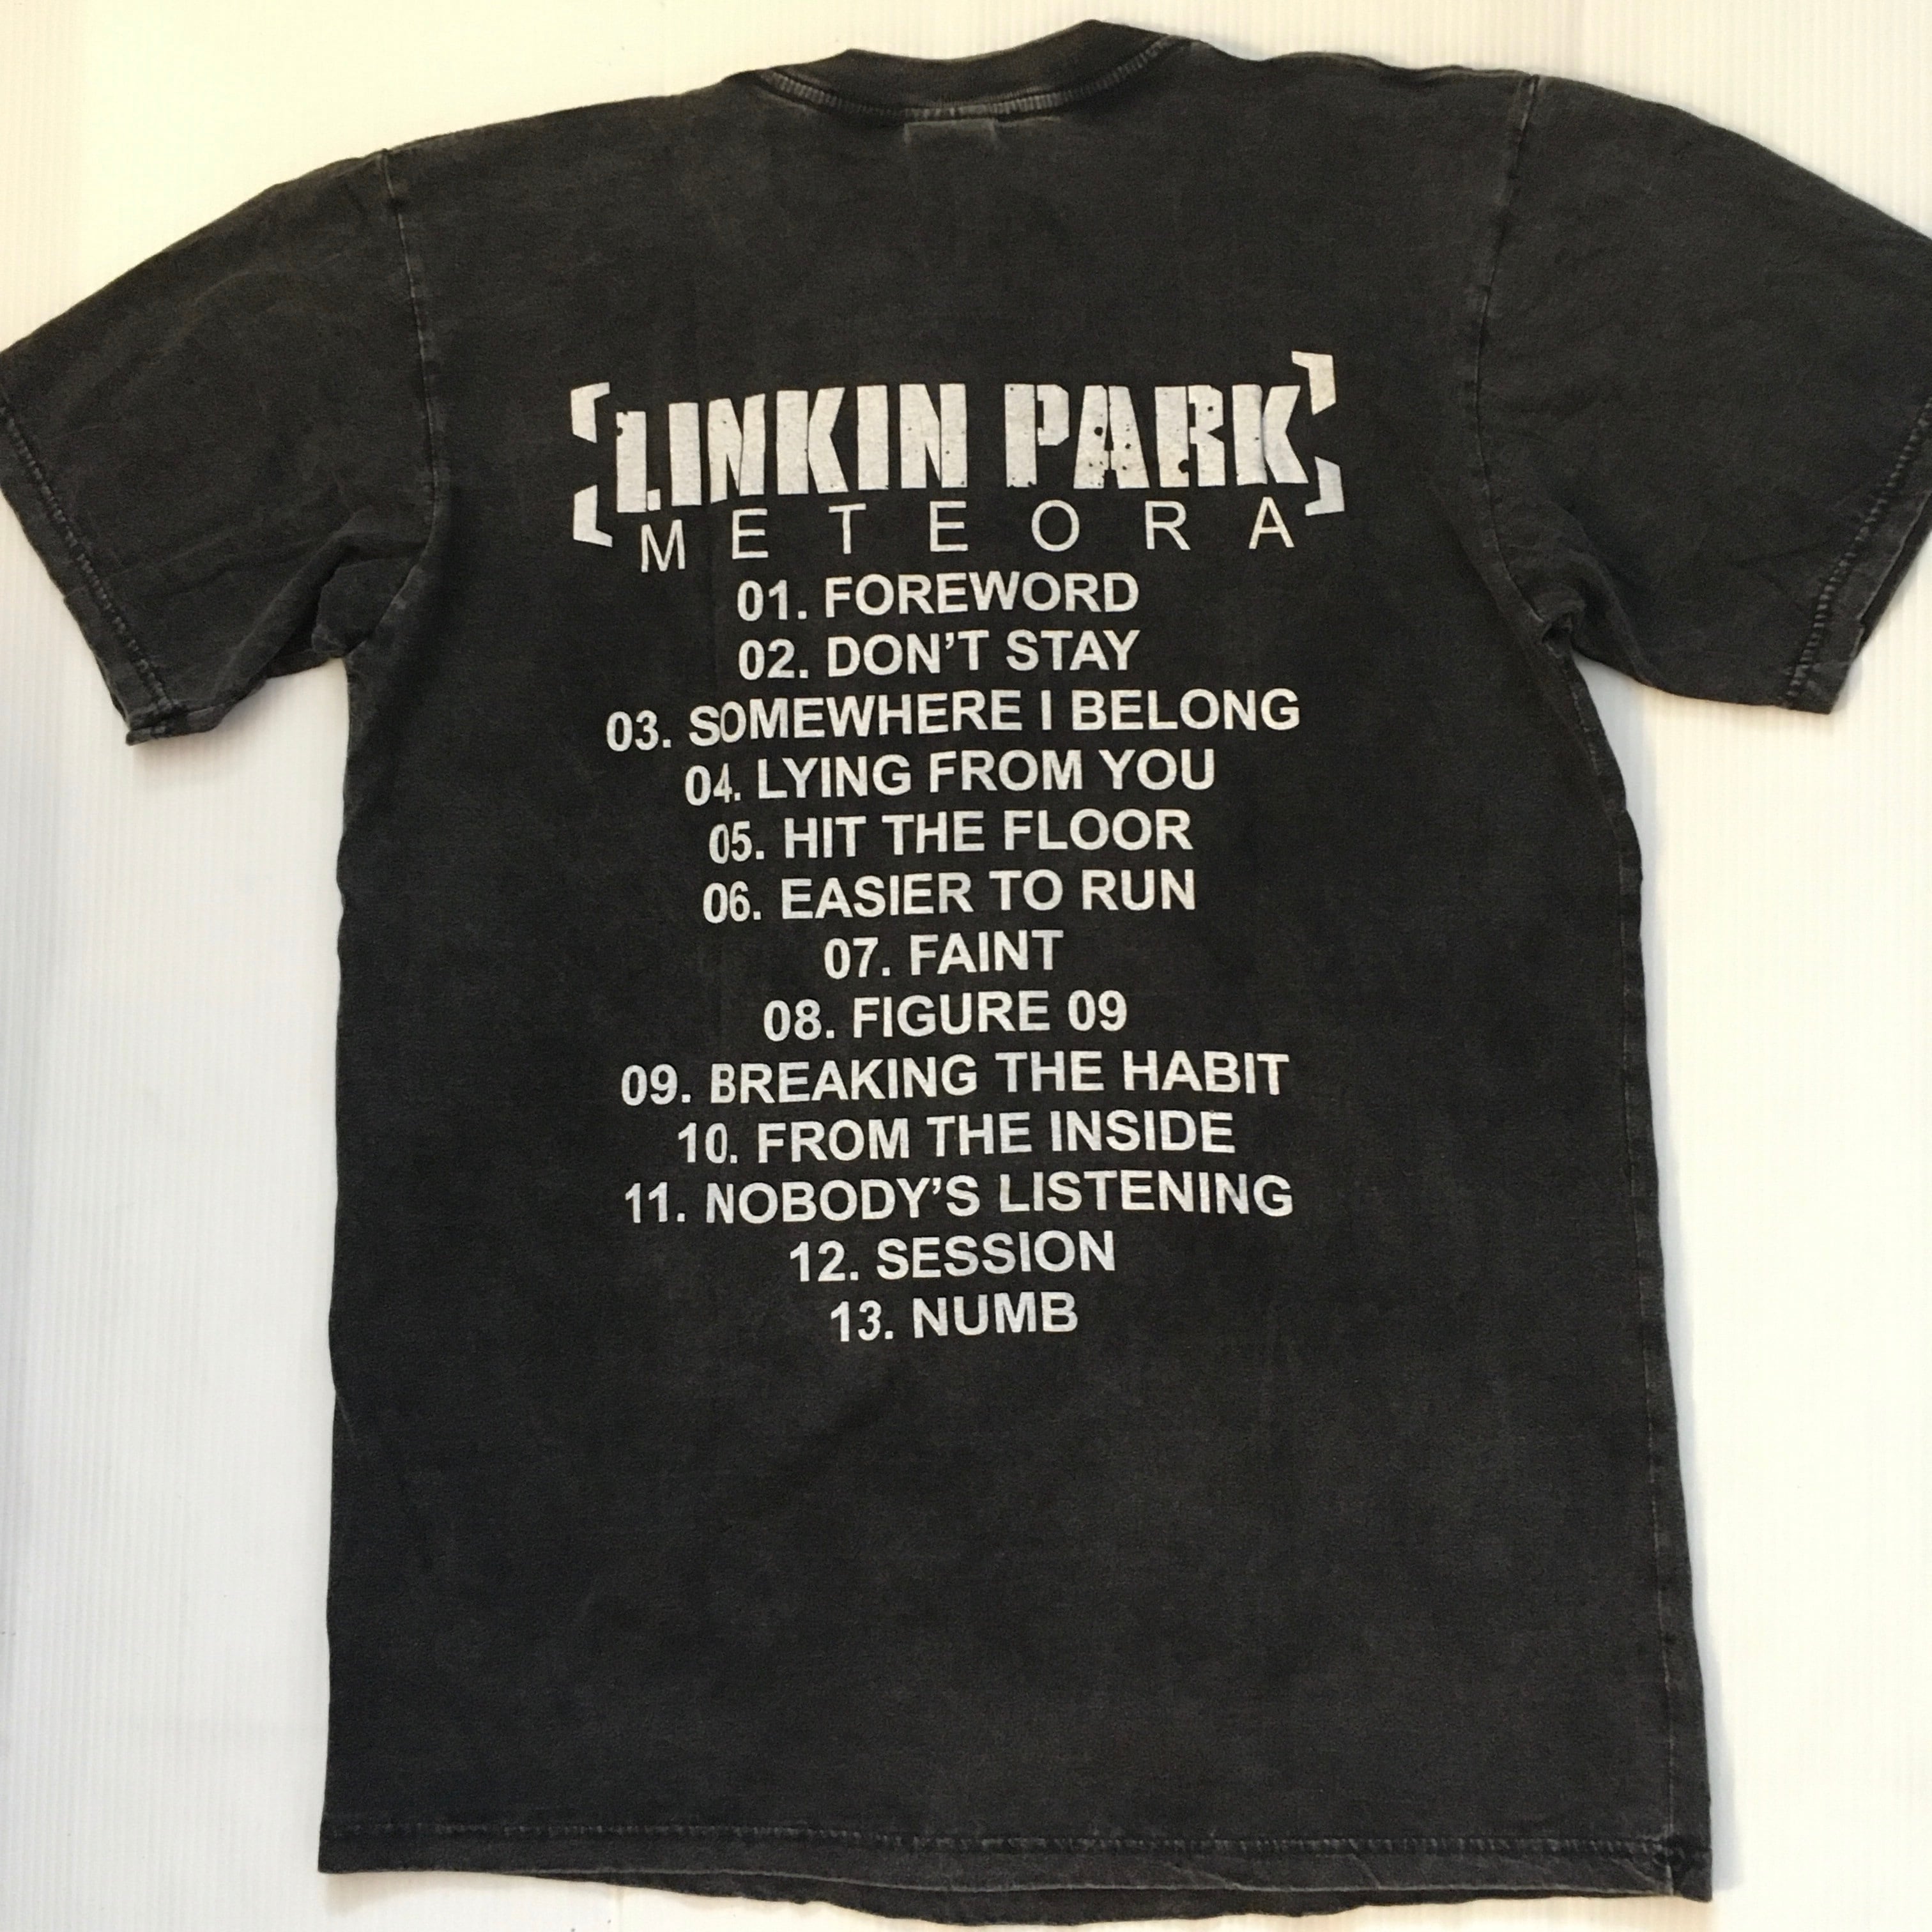 [LINKIN PARK]
METEORA
01. FOREWORD
02. DON'T STAY
03. SOMEWHERE I BELONG
04. LYING FROM YOU
05. HIT THE FLOOR
06. EASIER TO RUN
07. FAINT
08. FIGURE 09
09. BREAKING THE HABIT
10. FROM THE INSIDE
11. NOBODY'S LISTENING
12. SESSION
13. NUMB